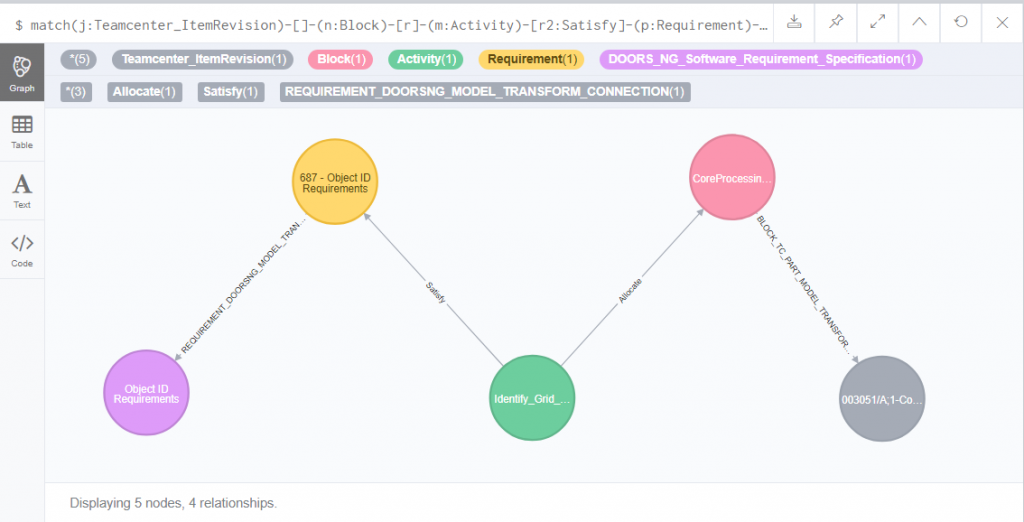 $ match(j:Teamcenter_ItemRevision)-[]-(n:Block)-[r]-(m:Activity)-[r2:Satisfy]-(p:Requirement)-…
Graph
Table
Text
Code
*(5) Teamcenter_ItemRevision(1) Block(1) Activity(1) Requirement(1) DOORS_NG_Software_Requirement_Specification(1)
*(3) Allocate(1) Satisfy(1) REQUIREMENT_DOORSNG_MODEL_TRANSFORM_CONNECTION(1)
687 - Object ID
Requirements
CoreProcessin…
REQUIREMENT_DOORSNG_MODEL_TRAN…
Satisfy
Allocate
BLOCK_TC_PART_MODEL_TRANSFOR…
Object ID
Requirements
Identify_Grid_…
003051/A;1-Co…
Displaying 5 nodes, 4 relationships.